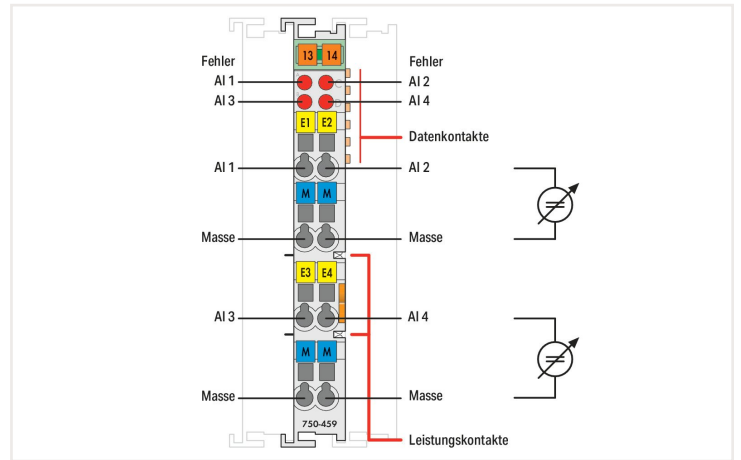 13 14
Fehler Fehler
AI 1 AI 2
AI 3 AI 4
E1 E2
Datenkontakte
AI 1 AI 2
M M
Masse Masse
E3 E4
AI 3 AI 4
M M
Masse Masse
750-459
Leistungskontakte